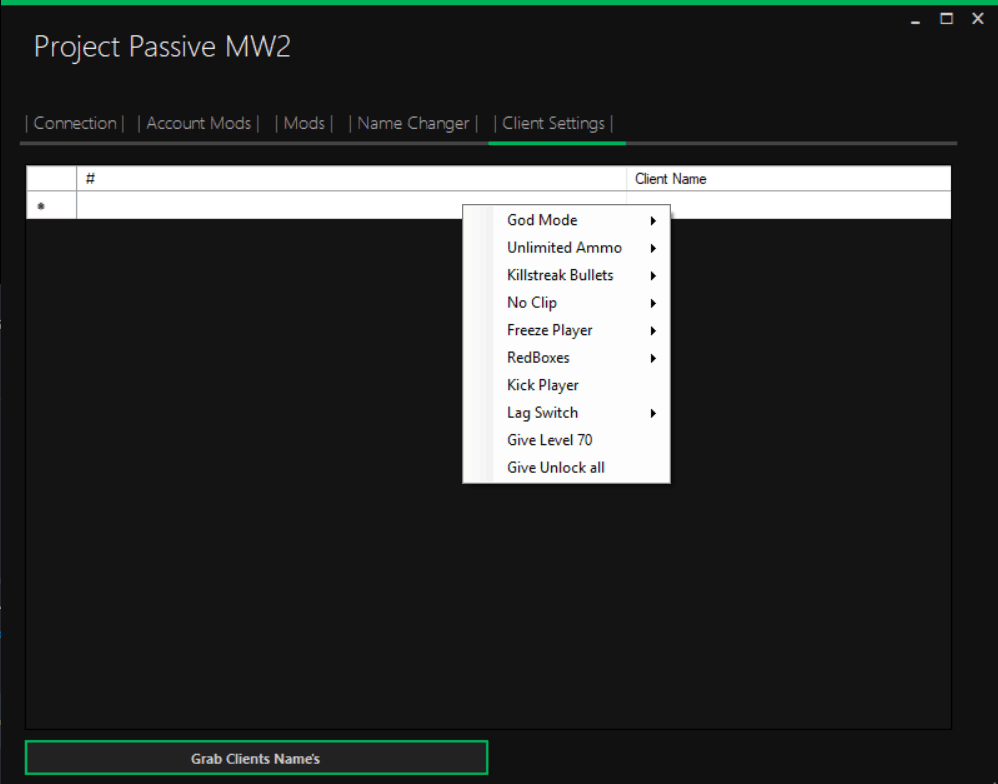 Project Passive MW2
| Connection | | Account Mods | | Mods | | Name Changer | | Client Settings |
# Client Name
God Mode
Unlimited Ammo
Killstreak Bullets
No Clip
Freeze Player
RedBoxes
Kick Player
Lag Switch
Give Level 70
Give Unlock all
Grab Clients Name's